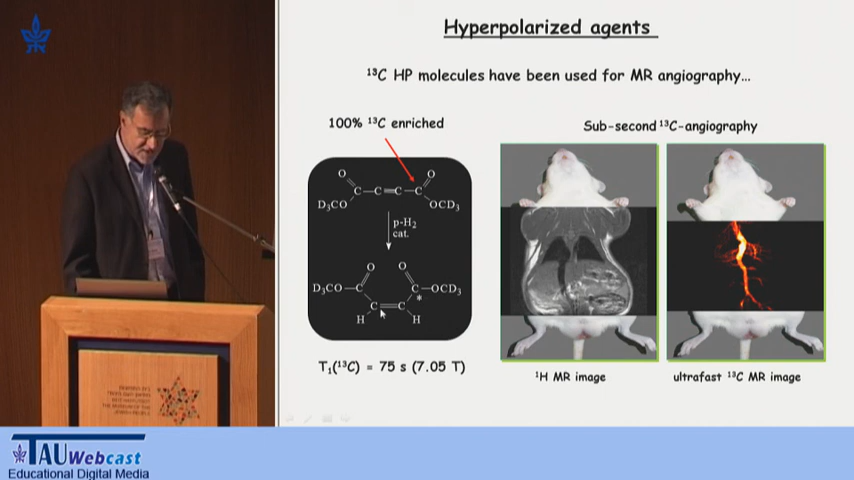 Hyperpolarized agents
¹³C HP molecules have been used for MR angiography...
100% ¹³C enriched
Sub-second ¹³C-angiography
O O
C C C C
D₃CO OCD₃
p-H₂
cat.
O O
D₃CO C C OCD₃
*
C C
H H
T₁(¹³C) = 75 s (7.05 T)
¹H MR image
ultrafast ¹³C MR image
TAUWebcast
Educational Digital Media